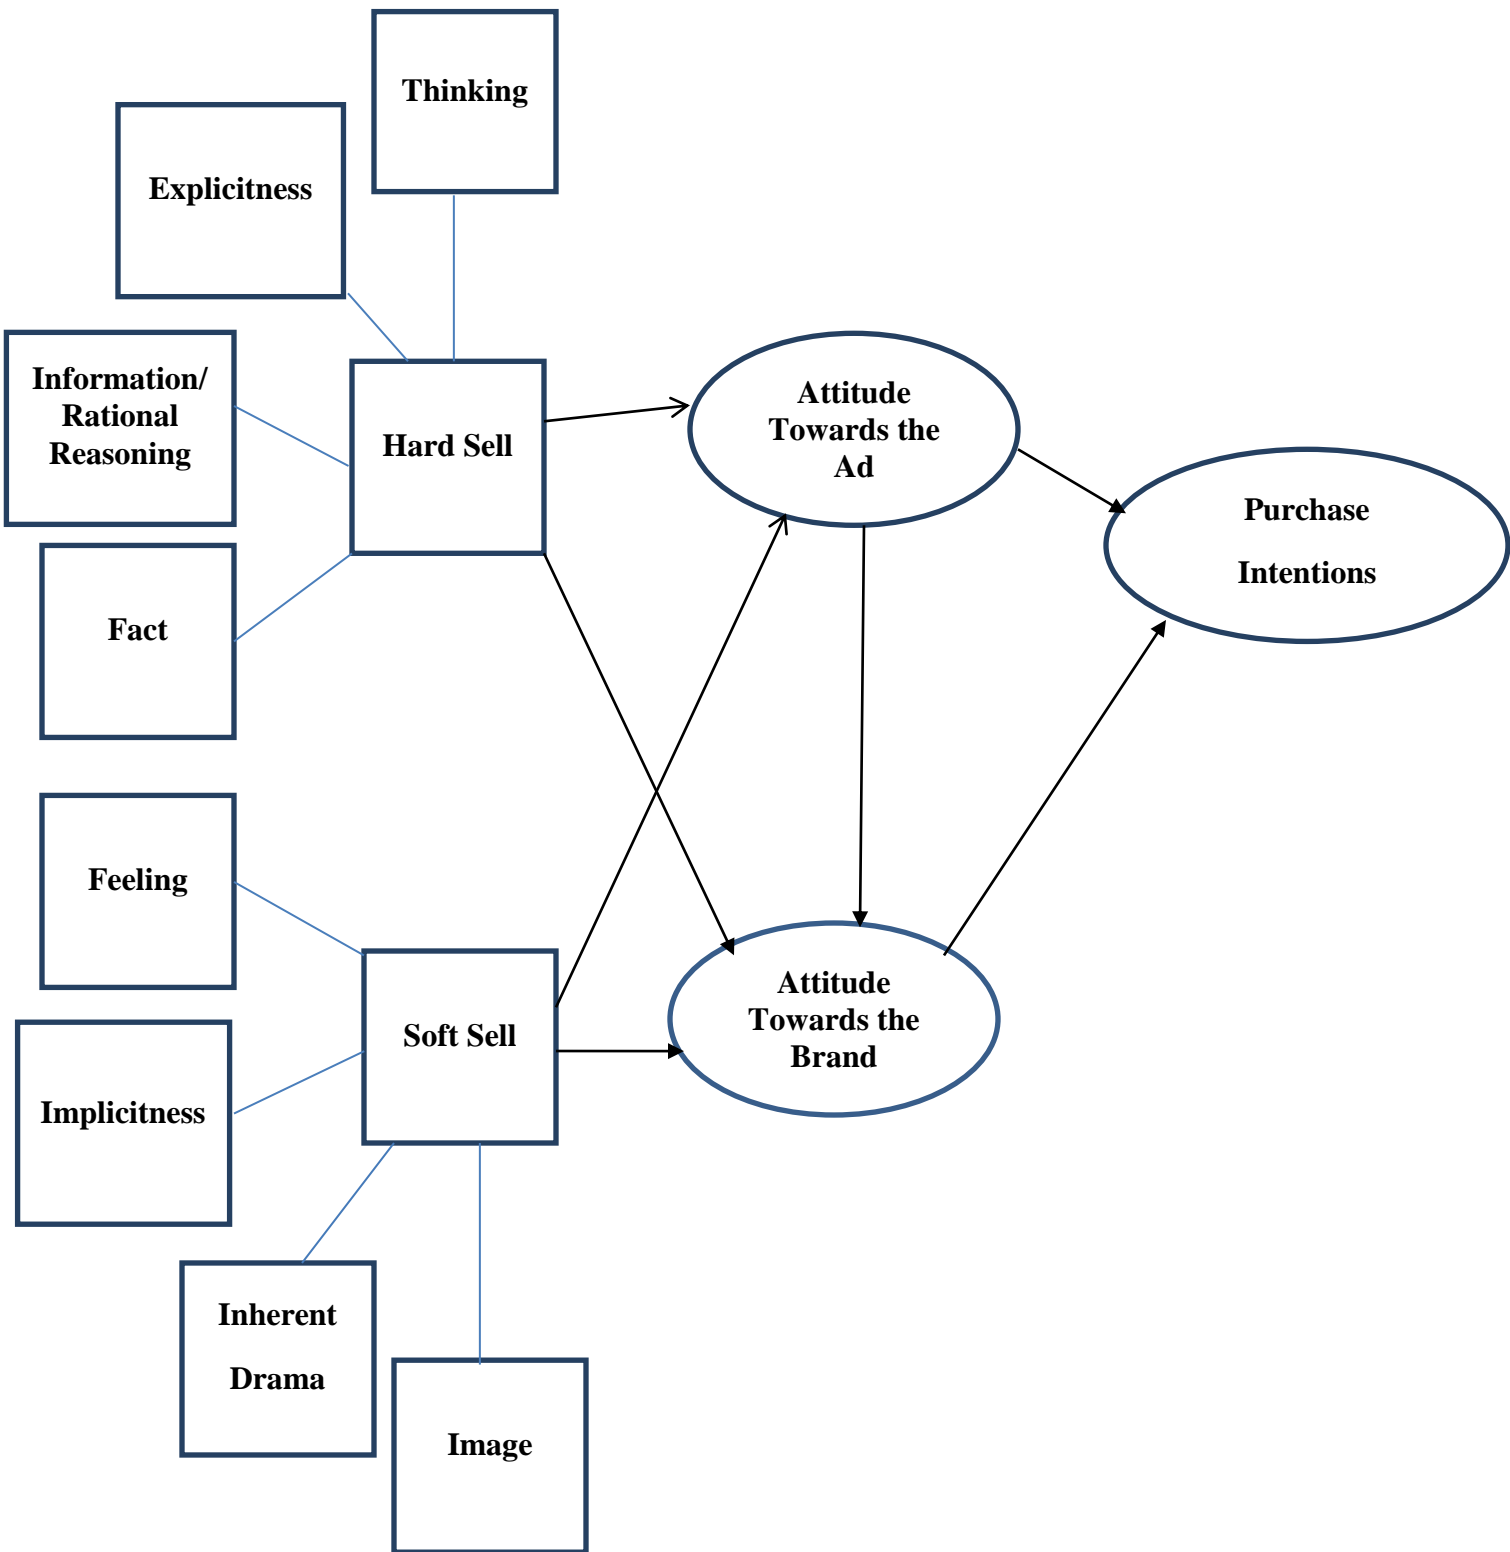 Thinking
Explicitness
Information/
Rational
Reasoning
Hard Sell
Fact
Attitude
Towards the
Ad
Purchase
Intentions
Feeling
Soft Sell
Implicitness
Attitude
Towards the
Brand
Inherent
Drama
Image